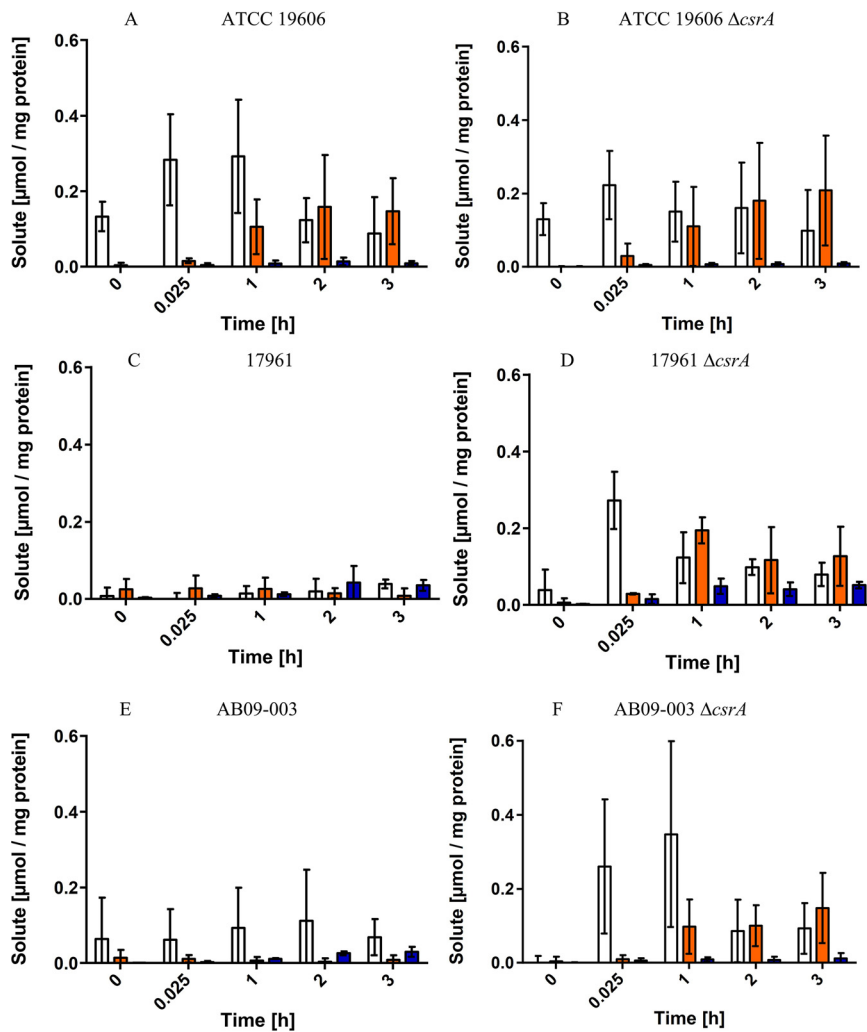 A ATCC 19606
Solute [µmol / mg protein]
0.6
0.4
0.2
0.0
0 0.025 1 2 3
Time [h]
B ATCC 19606 ΔcsrA
Solute [µmol / mg protein]
0.6
0.4
0.2
0.0
0 0.025 1 2 3
Time [h]
C 17961
Solute [µmol / mg protein]
0.6
0.4
0.2
0.0
0 0.025 1 2 3
Time [h]
D 17961 ΔcsrA
Solute [µmol / mg protein]
0.6
0.4
0.2
0.0
0 0.025 1 2 3
Time [h]
E AB09-003
Solute [µmol / mg protein]
0.6
0.4
0.2
0.0
0 0.025 1 2 3
Time [h]
F AB09-003 ΔcsrA
Solute [µmol / mg protein]
0.6
0.4
0.2
0.0
0 0.025 1 2 3
Time [h]